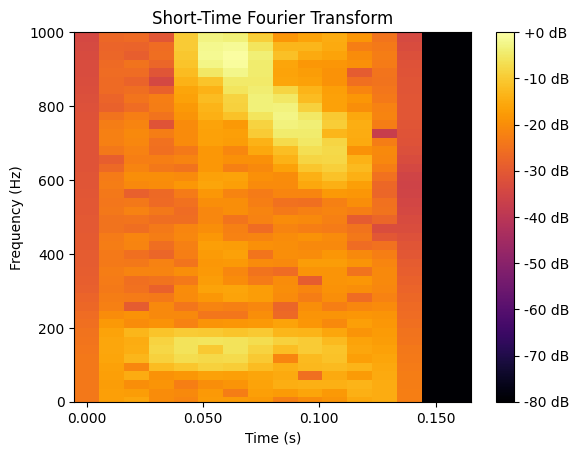 Short-Time Fourier Transform
1000
800
600
400
200
0
Frequency (Hz)
0.000
0.050
0.100
0.150
Time (s)
+0 dB
-10 dB
-20 dB
-30 dB
-40 dB
-50 dB
-60 dB
-70 dB
-80 dB